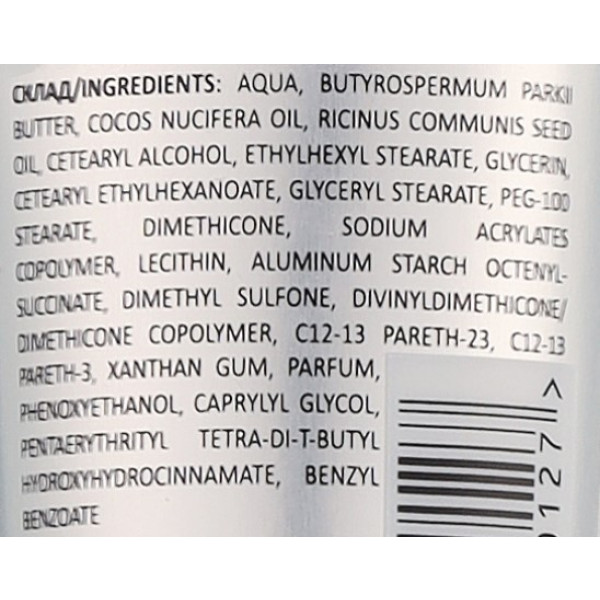 СКЛАД/INGREDIENTS: AQUA, BUTYROSPERMUM PARKII
BUTTER, COCOS NUCIFERA OIL, RICINUS COMMUNIS SEED
OIL, CETEARYL ALCOHOL, ETHYLHEXYL STEARATE, GLYCERIN,
CETEARYL ETHYLHEXANOATE, GLYCERYL STEARATE, PEG-100
STEARATE, DIMETHICONE, SODIUM ACRYLATES
COPOLYMER, LECITHIN, ALUMINUM STARCH OCTENYL-
SUCCINATE, DIMETHYL SULFONE, DIVINYLDIMETHICONE/
DIMETHICONE COPOLYMER, C12-13 PARETH-23, C12-13
PARETH-3, XANTHAN GUM, PARFUM,
PHENOXYETHANOL, CAPRYLYL GLYCOL,
PENTAERYTHRITYL TETRA-DI-T-BUTYL
HYDROXYHYDROCINNAMATE, BENZYL
BENZOATE
0127 >